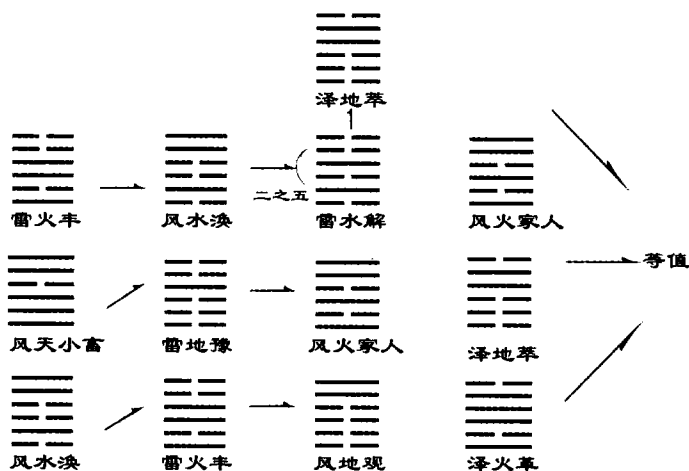 泽地萃
雷火丰 风水涣 二之五 雷水解 风火家人
等值
风天小畜 雷地豫 风火家人 泽地萃
风水涣 雷火丰 风地观 泽火革